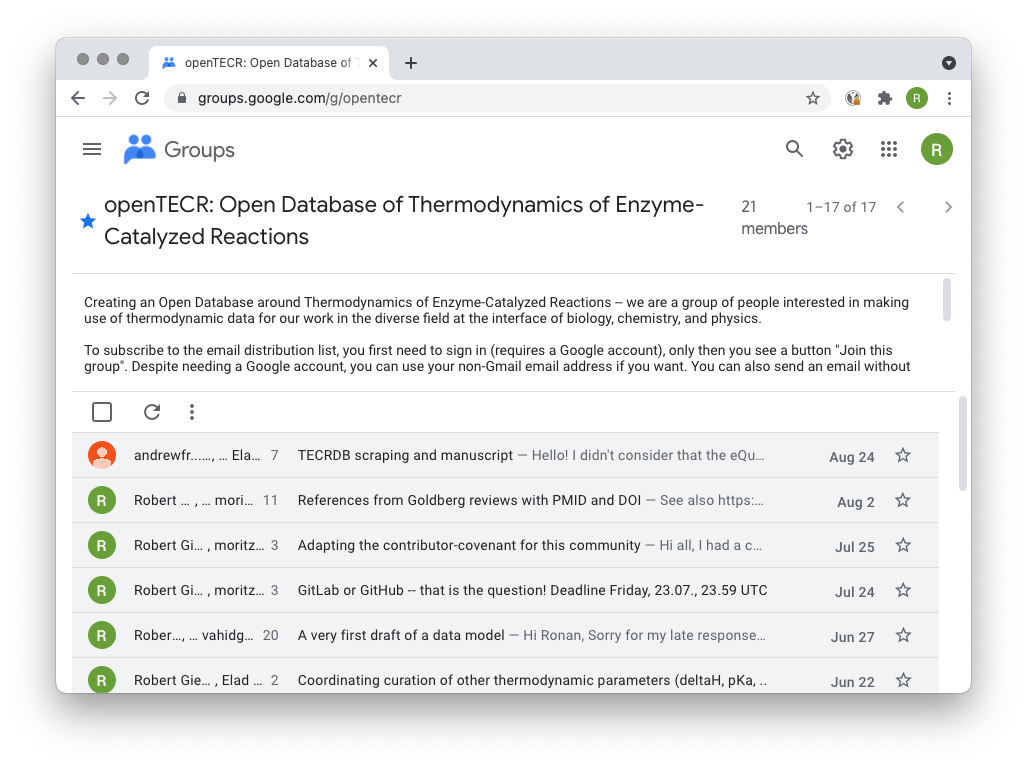 openTECR: Open Database of
groups.google.com/g/opentecr
R
Groups
R
openTECR: Open Database of Thermodynamics of Enzyme-
Catalyzed Reactions
21
members
1–17 of 17
Creating an Open Database around Thermodynamics of Enzyme-Catalyzed Reactions -- we are a group of people interested in making
use of thermodynamic data for our work in the diverse field at the interface of biology, chemistry, and physics.
To subscribe to the email distribution list, you first need to sign in (requires a Google account), only then you see a button "Join this
group". Despite needing a Google account, you can use your non-Gmail email address if you want. You can also send an email without
andrewfr...…, … Ela… 7 TECRDB scraping and manuscript — Hello! I didn't consider that the eQu… Aug 24
R Robert … , … mori… 11 References from Goldberg reviews with PMID and DOI — See also https:… Aug 2
R Robert Gi… , moritz… 3 Adapting the contributor-covenant for this community — Hi all, I had a c… Jul 25
R Robert Gi… , moritz… 3 GitLab or GitHub -- that is the question! Deadline Friday, 23.07., 23.59 UTC Jul 24
R Rober…, … vahidg… 20 A very first draft of a data model — Hi Ronan, Sorry for my late response… Jun 27
R Robert Gie… , Elad … 2 Coordinating curation of other thermodynamic parameters (deltaH, pKa, .. Jun 22